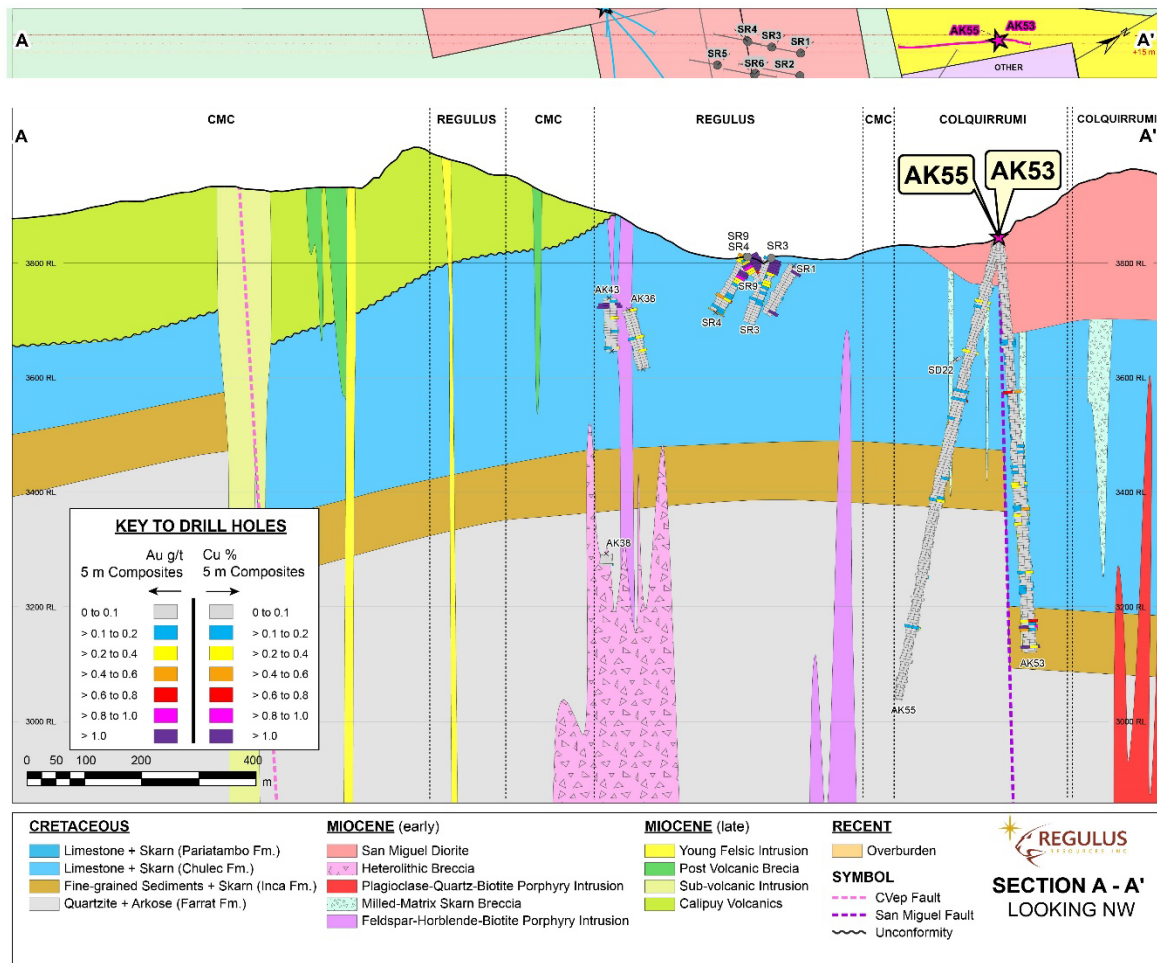 A
AK55
AK53
A'
+15 m
SR4
SR3
SR1
SR5
SR6
SR2
OTHER
A
CMC
REGULUS
CMC
REGULUS
CMC
COLQUIRRUMI
COLQUIRRUMI
A'
AK55
AK53
3800 RL
3800 RL
SR9
SR4
SR3
SR9
SR1
AK43
AK36
SR4
SR3
3600 RL
3600 RL
SD22
3400 RL
3400 RL
AK38
3200 RL
3200 RL
AK53
AK55
3000 RL
3000 RL
KEY TO DRILL HOLES
Au g/t
5 m Composites
Cu %
5 m Composites
0 to 0.1
0 to 0.1
> 0.1 to 0.2
> 0.1 to 0.2
> 0.2 to 0.4
> 0.2 to 0.4
> 0.4 to 0.6
> 0.4 to 0.6
> 0.6 to 0.8
> 0.6 to 0.8
> 0.8 to 1.0
> 0.8 to 1.0
> 1.0
> 1.0
0 50 100 200 400
m
CRETACEOUS
Limestone + Skarn (Pariatambo Fm.)
Limestone + Skarn (Chulec Fm.)
Fine-grained Sediments + Skarn (Inca Fm.)
Quartzite + Arkose (Farrat Fm.)
MIOCENE (early)
San Miguel Diorite
Heterolithic Breccia
Plagioclase-Quartz-Biotite Porphyry Intrusion
Milled-Matrix Skarn Breccia
Feldspar-Horblende-Biotite Porphyry Intrusion
MIOCENE (late)
Young Felsic Intrusion
Post Volcanic Brecia
Sub-volcanic Intrusion
Calipuy Volcanics
RECENT
Overburden
SYMBOL
CVep Fault
San Miguel Fault
Unconformity
REGULUS
RESOURCES INC.
SECTION A - A'
LOOKING NW